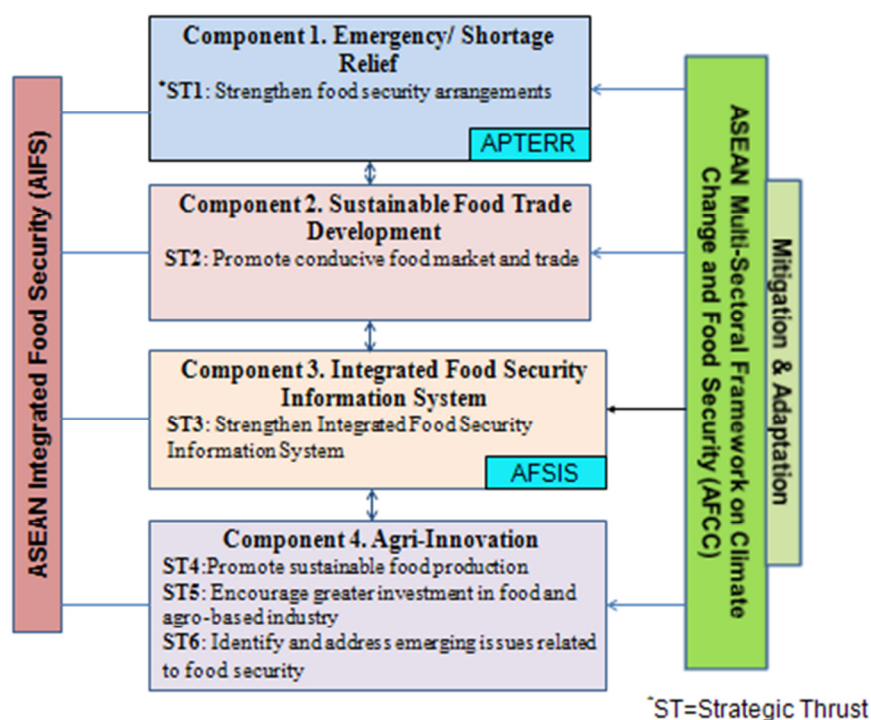 ASEAN Integrated Food Security (AIFS)
Component 1. Emergency/ Shortage
Relief
*ST1: Strengthen food security arrangements
APTERR
Component 2. Sustainable Food Trade
Development
ST2: Promote conducive food market and trade
Component 3. Integrated Food Security
Information System
ST3: Strengthen Integrated Food Security
Information System
AFSIS
Component 4. Agri-Innovation
ST4:Promote sustainable food production
ST5: Encourage greater investment in food and
agro-based industry
ST6: Identify and address emerging issues related
to food security
ASEAN Multi-Sectoral Framework on Climate
Change and Food Security (AFCC)
Mitigation & Adaptation
*ST=Strategic Thrust